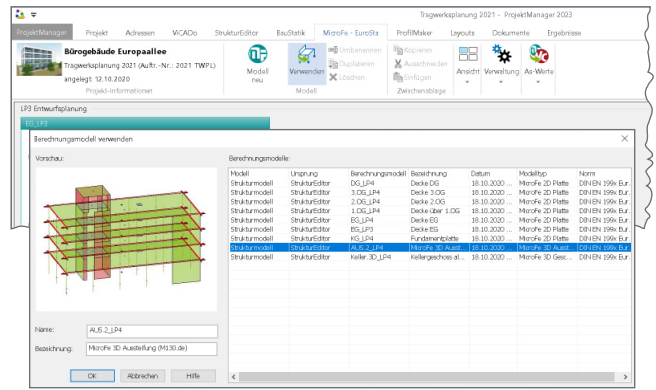 Tragwerksplanung 2021 - ProjektManager 2023
ProjektManager Projekt Adressen ViCADo StrukturEditor BauStatik MicroFe - EuroSta ProfilMaker Layouts Dokumente Ergebnisse
Bürogebäude Europaallee
Tragwerksplanung 2021 (Auftr.-Nr.: 2021 TWPL)
angelegt 12.10.2020
Projekt-Informationen
Modell neu
Verwenden
Umbenennen
Duplizieren
Löschen
Modell
Kopieren
Ausschneiden
Einfügen
Zwischenablage
Ansicht Verwaltung As-Werte
LP3 Entwurfsplanung
EG_LP3
Berechnungsmodell verwenden
Vorschau:
Berechnungsmodelle:
Modell Ursprung Berechnungsmodell Bezeichnung Datum Modelltyp Norm
Strukturmodell StrukturEditor DG_LP4 Decke DG 18.10.2020 ... MicroFe 2D Platte DIN EN 199x Eur.
Strukturmodell StrukturEditor 3.OG_LP4 Decke 3.OG 18.10.2020 ... MicroFe 2D Platte DIN EN 199x Eur.
Strukturmodell StrukturEditor 2.OG_LP4 Decke 2.OG 18.10.2020 ... MicroFe 2D Platte DIN EN 199x Eur.
Strukturmodell StrukturEditor 1.OG_LP4 Decke über 1.OG 18.10.2020 ... MicroFe 2D Platte DIN EN 199x Eur.
Strukturmodell StrukturEditor EG_LP4 Decke EG 18.10.2020 ... MicroFe 2D Platte DIN EN 199x Eur.
Strukturmodell StrukturEditor EG_LP3 Decke EG 18.10.2020 ... MicroFe 2D Platte DIN EN 199x Eur.
Strukturmodell StrukturEditor KG_LP4 Fundamentplatte 18.10.2020 ... MicroFe 2D Platte DIN EN 199x Eur.
Strukturmodell StrukturEditor AUS.2_LP4 MicroFe 3D Ausst... 18.10.2020 ... MicroFe 3D Ausst... DIN EN 199x Eur.
Strukturmodell StrukturEditor Keller.3D_LP4 Kellergeschoss al... 18.10.2020 ... MicroFe 3D Gesc... DIN EN 199x Eur.
Name: AUS.2_LP4
Bezeichnung: MicroFe 3D Aussteifung (M130.de)
OK Abbrechen Hilfe